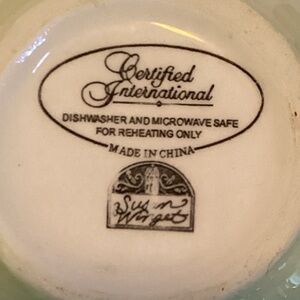 Certified
International
DISHWASHER AND MICROWAVE SAFE
FOR REHEATING ONLY
MADE IN CHINA
Susan
Winget